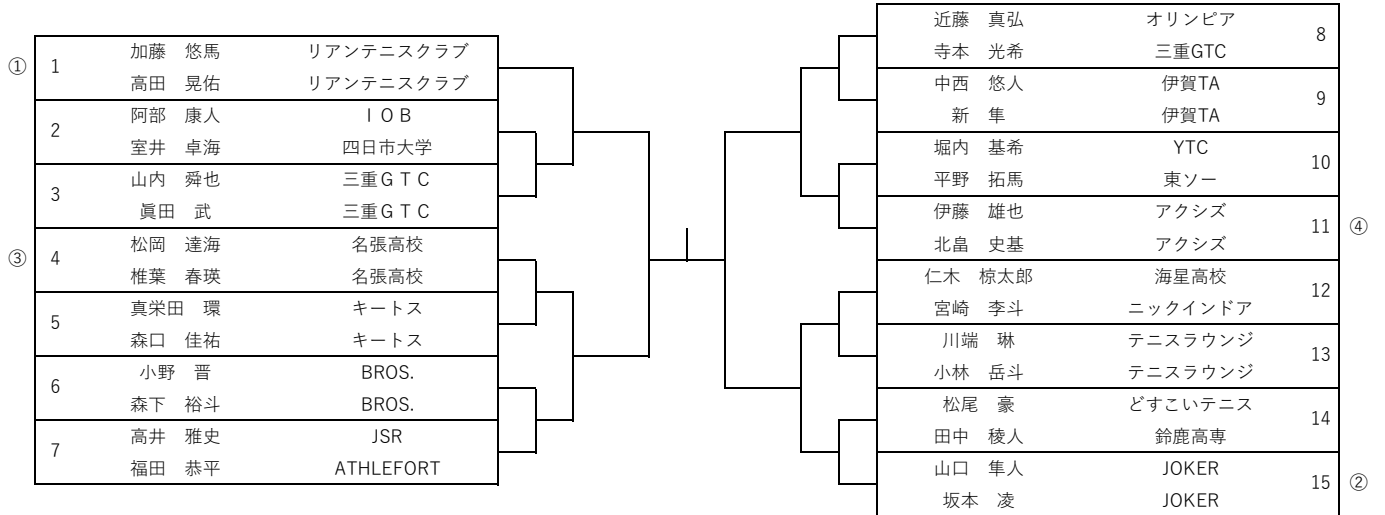 ① 1 加藤　悠馬 リアンテニスクラブ
高田　晃佑 リアンテニスクラブ
2 阿部　康人 ＩＯＢ
室井　卓海 四日市大学
3 山内　舜也 三重ＧＴＣ
眞田　武 三重ＧＴＣ
③ 4 松岡　達海 名張高校
椎葉　春瑛 名張高校
5 真栄田　環 キートス
森口　佳祐 キートス
6 小野　晋 BROS.
森下　裕斗 BROS.
7 高井　雅史 JSR
福田　恭平 ATHLEFORT
近藤　真弘 オリンピア 8
寺本　光希 三重GTC
中西　悠人 伊賀TA 9
新　隼 伊賀TA
堀内　基希 YTC 10
平野　拓馬 東ソー
伊藤　雄也 アクシズ 11 ④
北畠　史基 アクシズ
仁木　椋太郎 海星高校 12
宮崎　李斗 ニックインドア
川端　琳 テニスラウンジ 13
小林　岳斗 テニスラウンジ
松尾　豪 どすこいテニス 14
田中　稜人 鈴鹿高専
山口　隼人 JOKER 15 ②
坂本　凌 JOKER